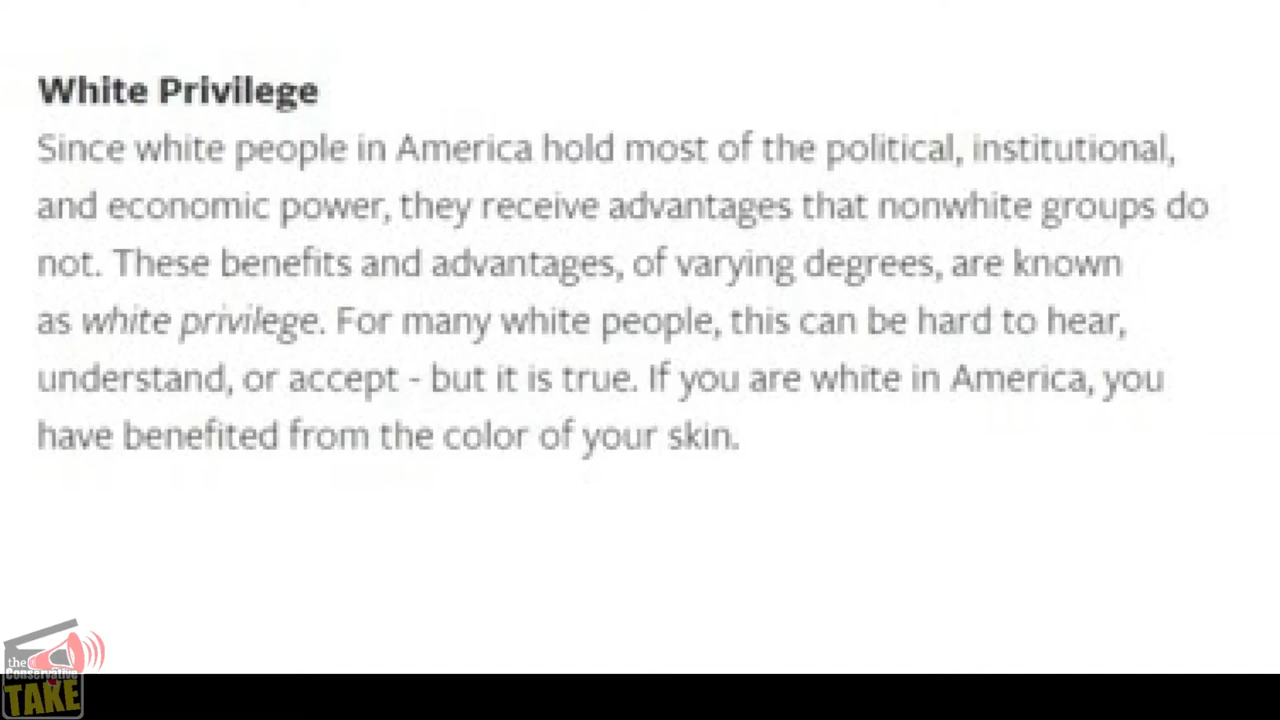 White Privilege
Since white people in America hold most of the political, institutional,
and economic power, they receive advantages that nonwhite groups do
not. These benefits and advantages, of varying degrees, are known
as white privilege. For many white people, this can be hard to hear,
understand, or accept - but it is true. If you are white in America, you
have benefited from the color of your skin.
the
Conservative
TAKE